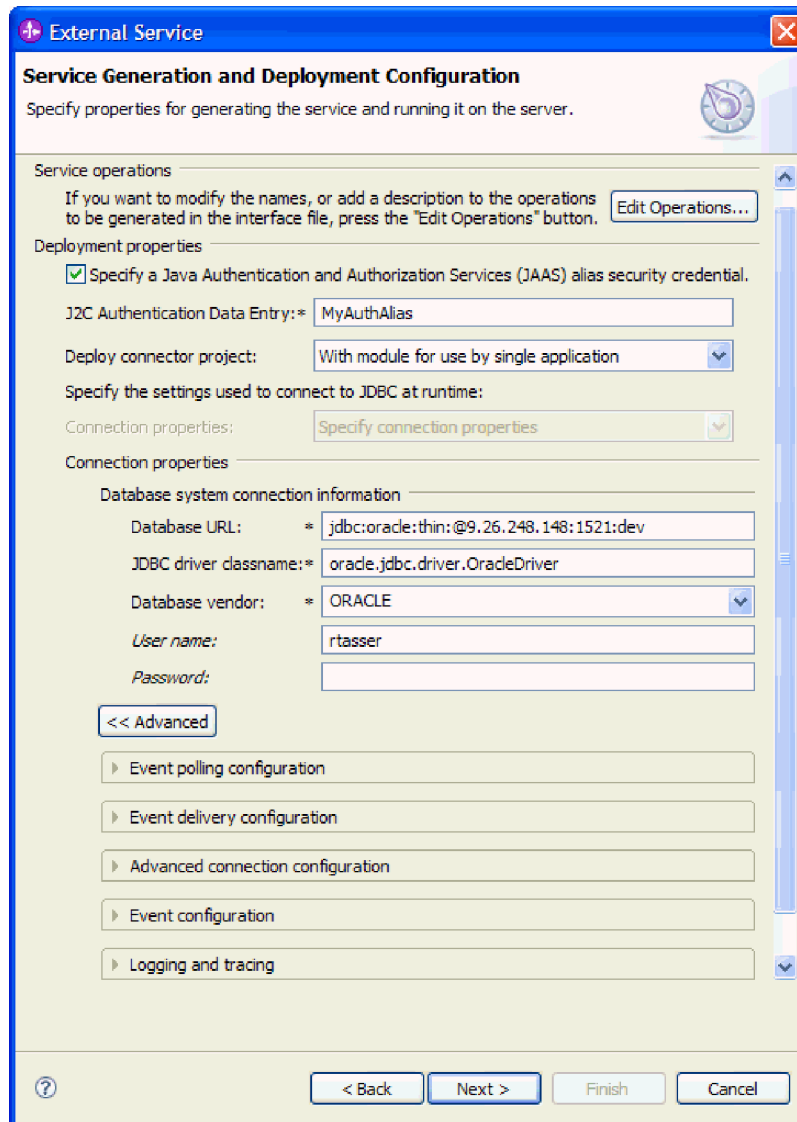 External Service
Service Generation and Deployment Configuration
Specify properties for generating the service and running it on the server.
Service operations
If you want to modify the names, or add a description to the operations
to be generated in the interface file, press the "Edit Operations" button.
Edit Operations...
Deployment properties
Specify a Java Authentication and Authorization Services (JAAS) alias security credential.
J2C Authentication Data Entry:* MyAuthAlias
Deploy connector project: With module for use by single application
Specify the settings used to connect to JDBC at runtime:
Connection properties: Specify connection properties
Connection properties
Database system connection information
Database URL: * jdbc:oracle:thin:@9.26.248.148:1521:dev
JDBC driver classname:* oracle.jdbc.driver.OracleDriver
Database vendor: * ORACLE
User name: rtasser
Password:
<< Advanced
Event polling configuration
Event delivery configuration
Advanced connection configuration
Event configuration
Logging and tracing
? < Back Next > Finish Cancel